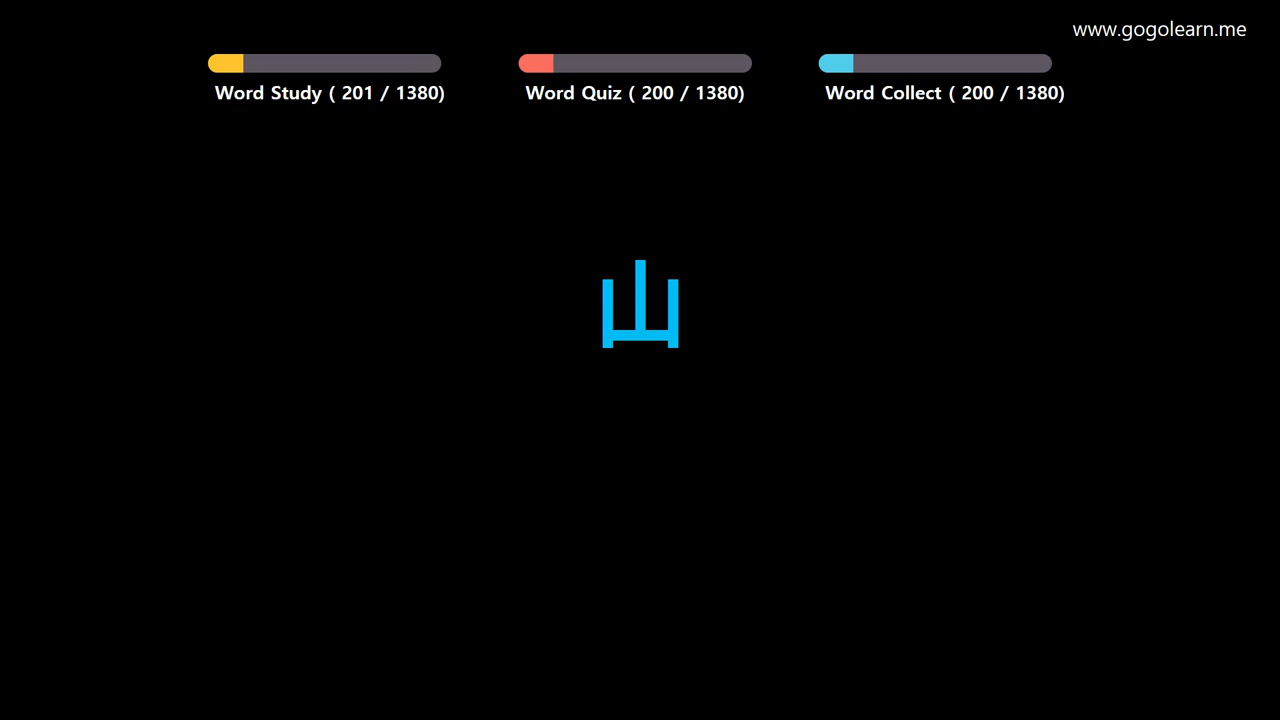 www.gogolearn.me
Word Study ( 201 / 1380)
Word Quiz ( 200 / 1380)
Word Collect ( 200 / 1380)
山